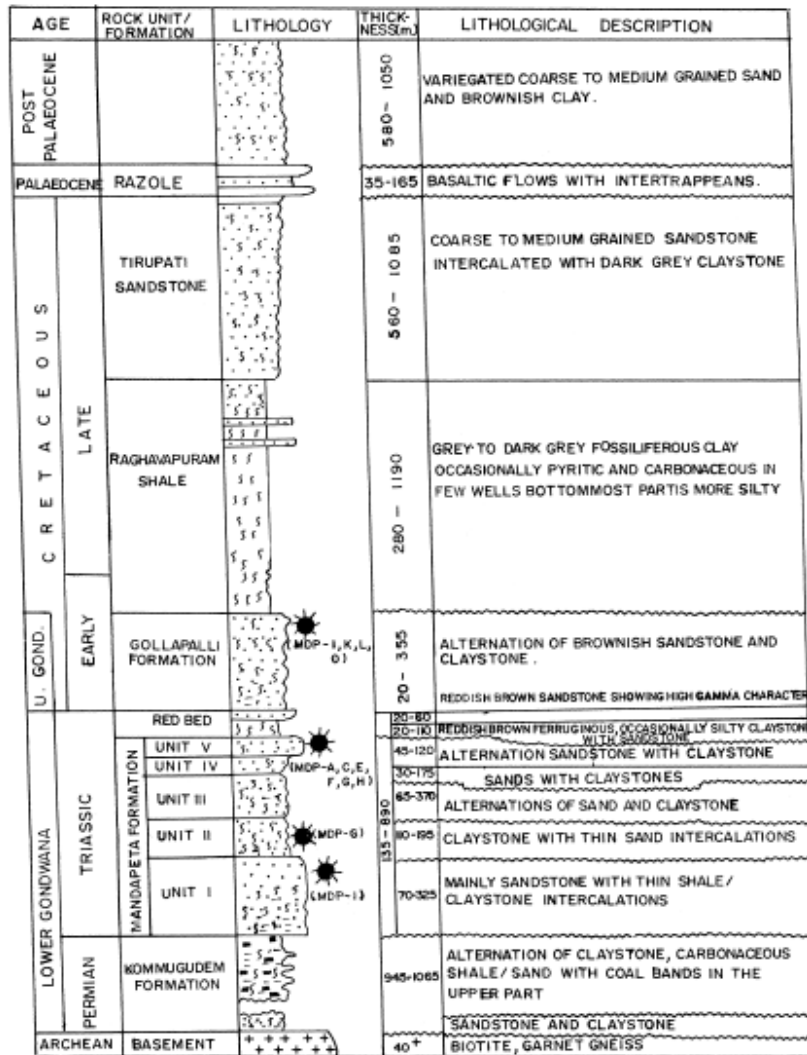 AGE
ROCK UNIT/
FORMATION
LITHOLOGY
THICK-
NESS(m)
LITHOLOGICAL DESCRIPTION
POST
PALAEOCENE
580-1050
VARIEGATED COARSE TO MEDIUM GRAINED SAND
AND BROWNISH CLAY.
PALAEOCENE
RAZOLE
35-165
BASALTIC FLOWS WITH INTERTRAPPEANS.
CRETACEOUS
LATE
TIRUPATI
SANDSTONE
560-1085
COARSE TO MEDIUM GRAINED SANDSTONE
INTERCALATED WITH DARK GREY CLAYSTONE
RAGHAVAPURAM
SHALE
280-1190
GREY TO DARK GREY FOSSILIFEROUS CLAY
OCCASIONALLY PYRITIC AND CARBONACEOUS IN
FEW WELLS BOTTOMMOST PARTIS MORE SILTY
U. GOND.
EARLY
GOLLAPALLI
FORMATION
(MDP-1,K,L,
O)
20-355
ALTERNATION OF BROWNISH SANDSTONE AND
CLAYSTONE.
REDDISH BROWN SANDSTONE SHOWING HIGH GAMMA CHARACTER
LOWER GONDWANA
TRIASSIC
RED BED
20-60
20-110
REDDISH BROWN FERRUGINOUS, OCCASIONALLY SILTY CLAYSTONE
WITH SANDSTONE
MANDAPETA FORMATION
135-890
UNIT V
45-120
ALTERNATION SANDSTONE WITH CLAYSTONE
UNIT IV
(MDP-A,C,E,
F,G,H)
30-175
SANDS WITH CLAYSTONES
UNIT III
65-370
ALTERNATIONS OF SAND AND CLAYSTONE
UNIT II
110-195
CLAYSTONE WITH THIN SAND INTERCALATIONS
UNIT I
(MDP-1)
70-325
MAINLY SANDSTONE WITH THIN SHALE/
CLAYSTONE INTERCALATIONS
PERMIAN
KOMMUGUDEM
FORMATION
945-1065
ALTERNATION OF CLAYSTONE, CARBONACEOUS
SHALE/SAND WITH COAL BANDS IN THE
UPPER PART
SANDSTONE AND CLAYSTONE
ARCHEAN
BASEMENT
40+
BIOTITE, GARNET GNEISS